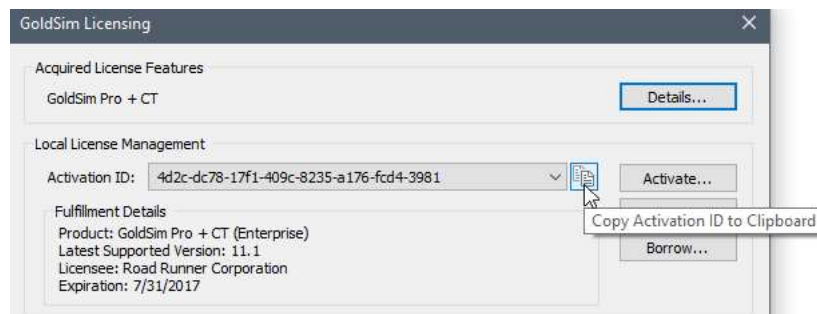 GoldSim Licensing
Acquired License Features
GoldSim Pro + CT
Details...
Local License Management
Activation ID: 4d2c-dc78-17f1-409c-8235-a176-fcd4-3981
Activate...
Copy Activation ID to Clipboard
Fulfillment Details
Product: GoldSim Pro + CT (Enterprise)
Latest Supported Version: 11.1
Borrow...
Licensee: Road Runner Corporation
Expiration: 7/31/2017